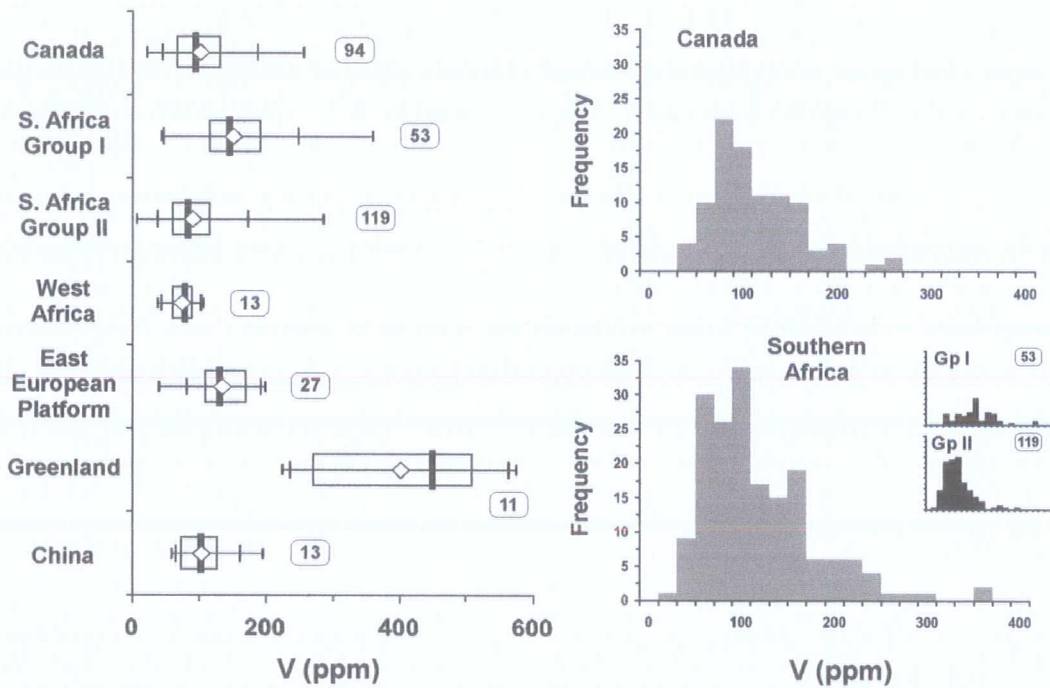 Canada
94
S. Africa
Group I
53
S. Africa
Group II
119
West
Africa
13
East
European
Platform
27
Greenland
11
China
13
0
200
400
600
V (ppm)
Canada
Frequency
35
30
25
20
15
10
5
0
0
100
200
300
400
Southern
Africa
Frequency
35
30
25
20
15
10
5
0
0
100
200
300
400
V (ppm)
Gp I
53
Gp II
119